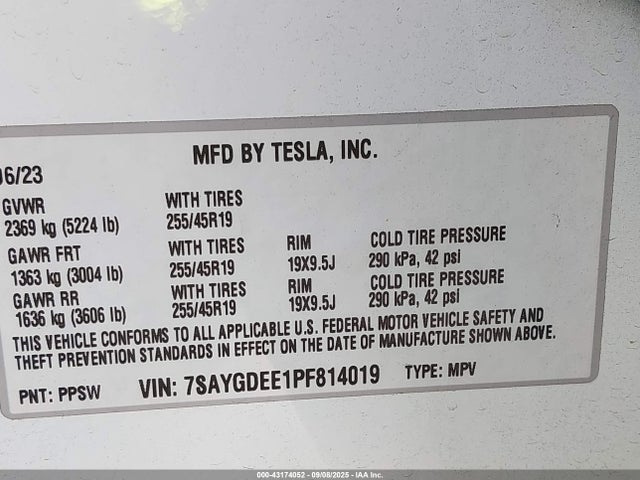 MFD BY TESLA, INC.
06/23
GVWR WITH TIRES
2369 kg (5224 lb) 255/45R19
GAWR FRT WITH TIRES RIM COLD TIRE PRESSURE
1363 kg (3004 lb) 255/45R19 19X9.5J 290 kPa, 42 psi
GAWR RR WITH TIRES RIM COLD TIRE PRESSURE
1636 kg (3606 lb) 255/45R19 19X9.5J 290 kPa, 42 psi
THIS VEHICLE CONFORMS TO ALL APPLICABLE U.S. FEDERAL MOTOR VEHICLE SAFETY AND
THEFT PREVENTION STANDARDS IN EFFECT ON THE DATE OF MANUFACTURE SHOWN ABOVE.
PNT: PPSW VIN: 7SAYGDEE1PF814019 TYPE: MPV
000-43174052 - 09/08/2025 - IAA Inc.